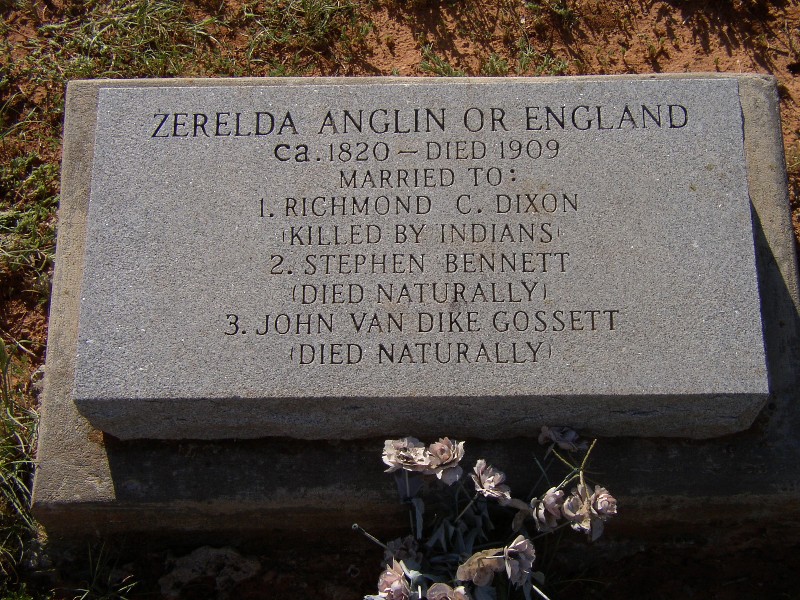 ZERELDA ANGLIN OR ENGLAND
ca. 1820 – DIED 1909
MARRIED TO:
1. RICHMOND C. DIXON
(KILLED BY INDIANS)
2. STEPHEN BENNETT
(DIED NATURALLY)
3. JOHN VAN DIKE GOSSETT
(DIED NATURALLY)